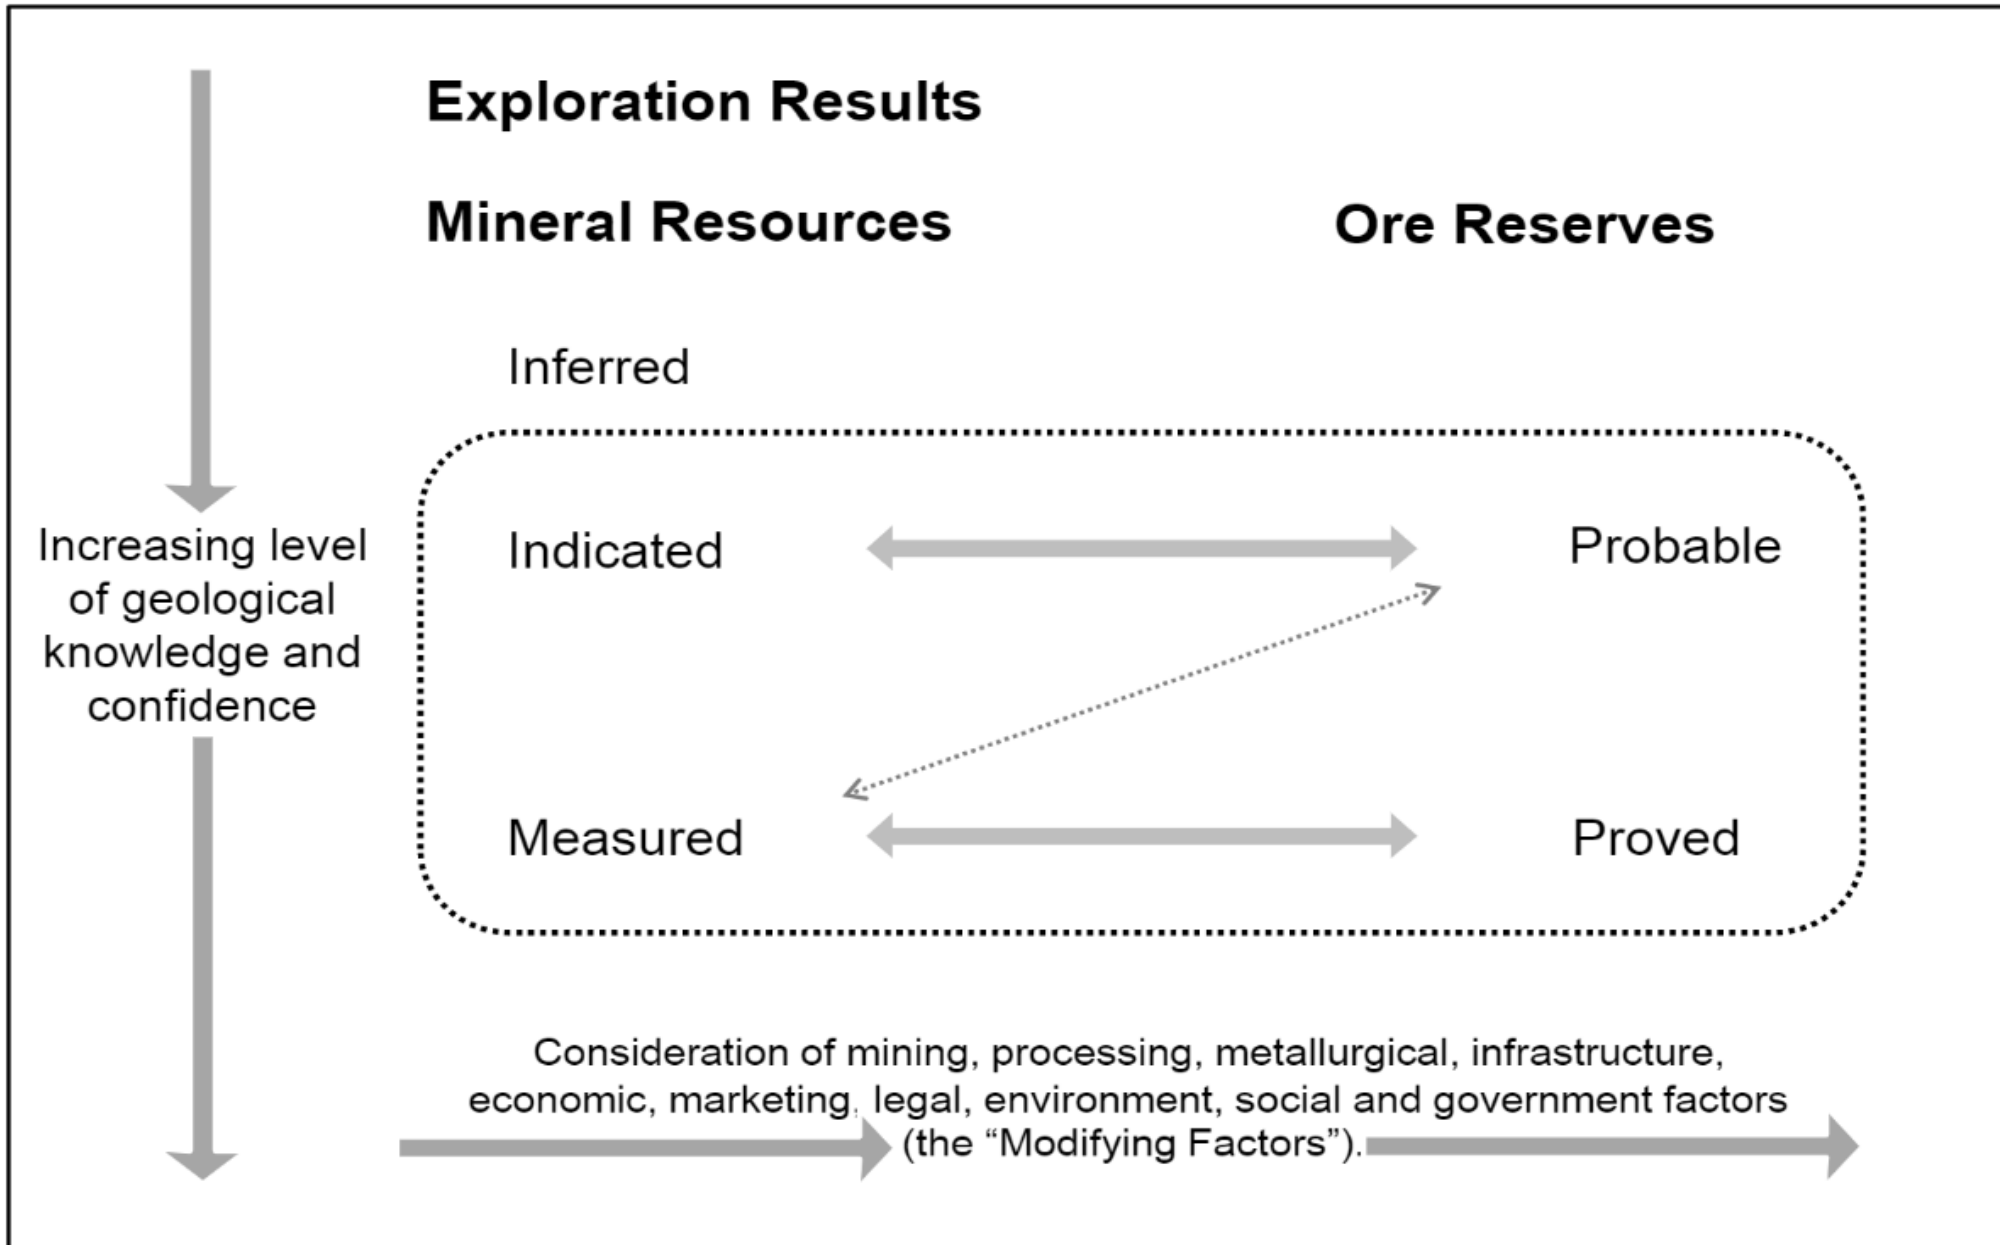 Exploration Results
Mineral Resources
Ore Reserves
Inferred
Indicated
Probable
Increasing level
of geological
knowledge and
confidence
Measured
Proved
Consideration of mining, processing, metallurgical, infrastructure,
economic, marketing, legal, environment, social and government factors
(the “Modifying Factors”).